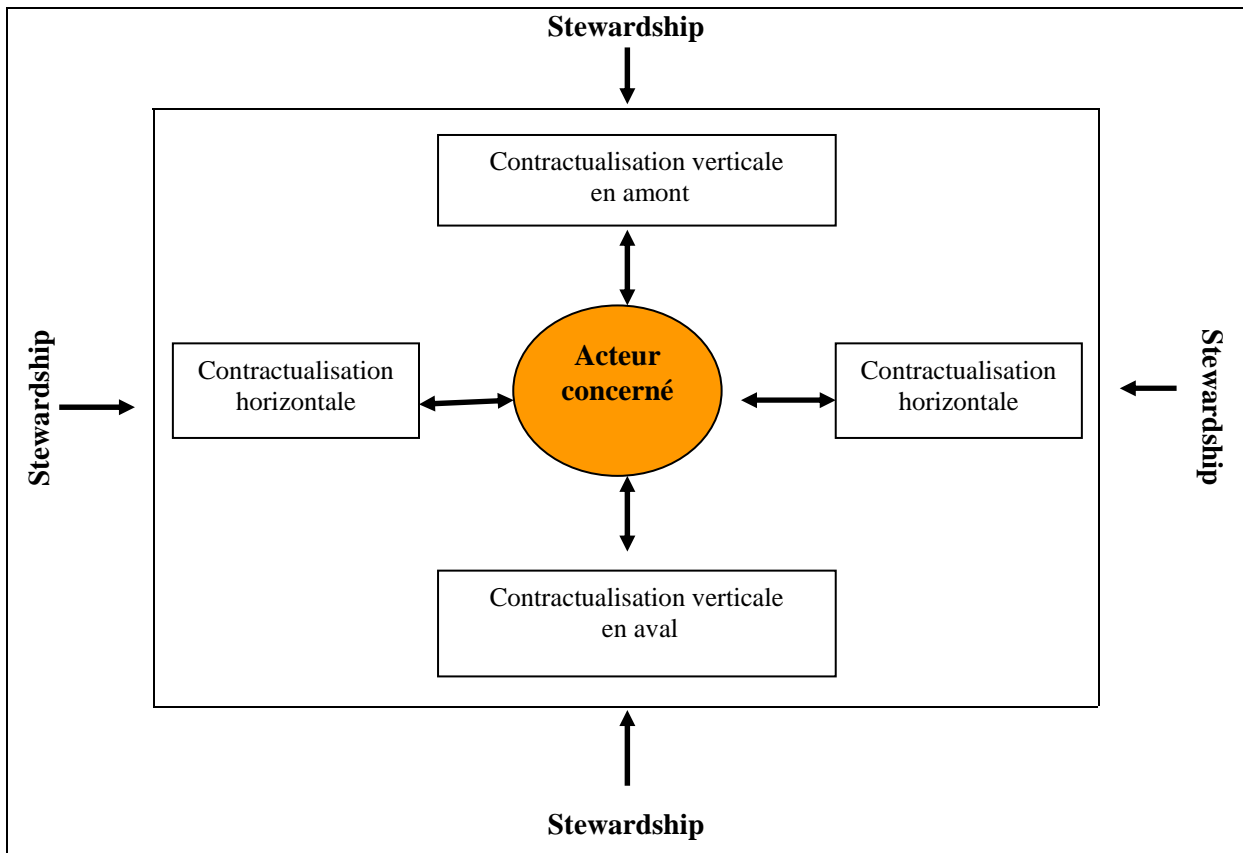 Stewardship
Contractualisation verticale
en amont
Stewardship
Contractualisation
horizontale
Acteur
concerné
Contractualisation
horizontale
Stewardship
Contractualisation verticale
en aval
Stewardship